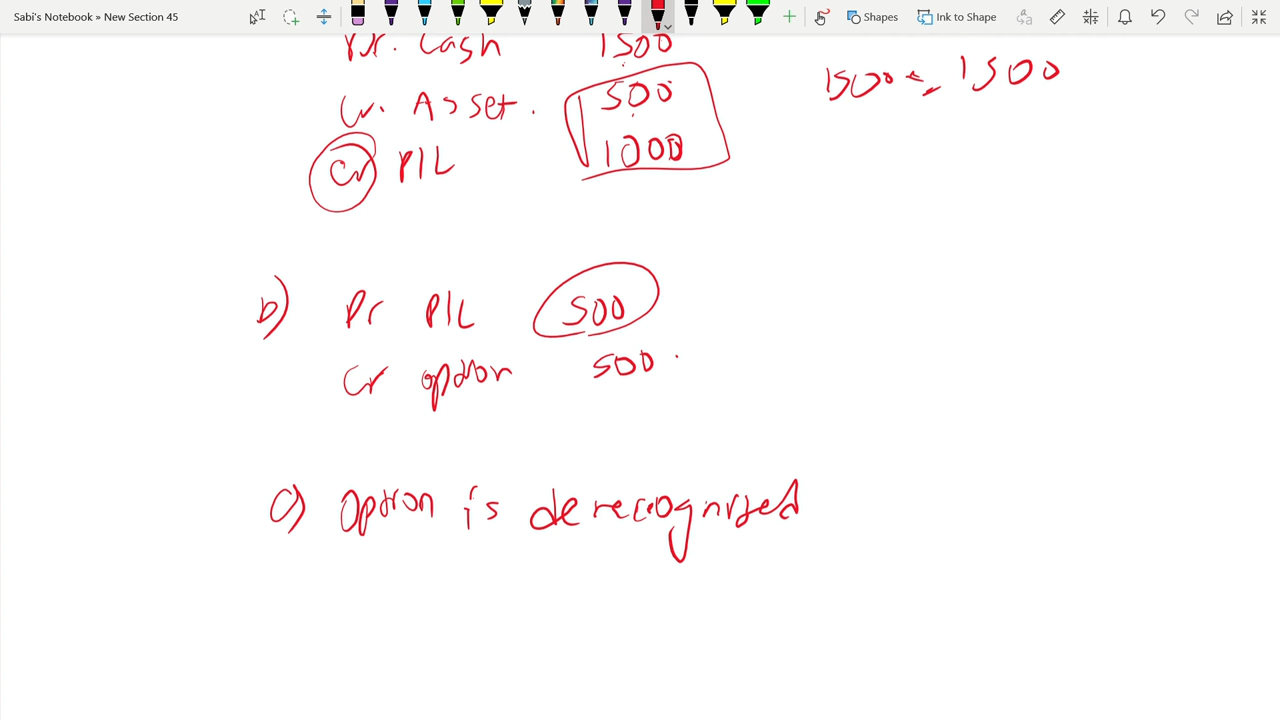 Sabi's Notebook » New Section 45
Shapes
Ink to Shape
Dr. Cash 1500
1500 = 1500
Cr. Asset. 500
Cr P/L 1000
b) Dr P/L 500
Cr option 500
c) Option is derecognized